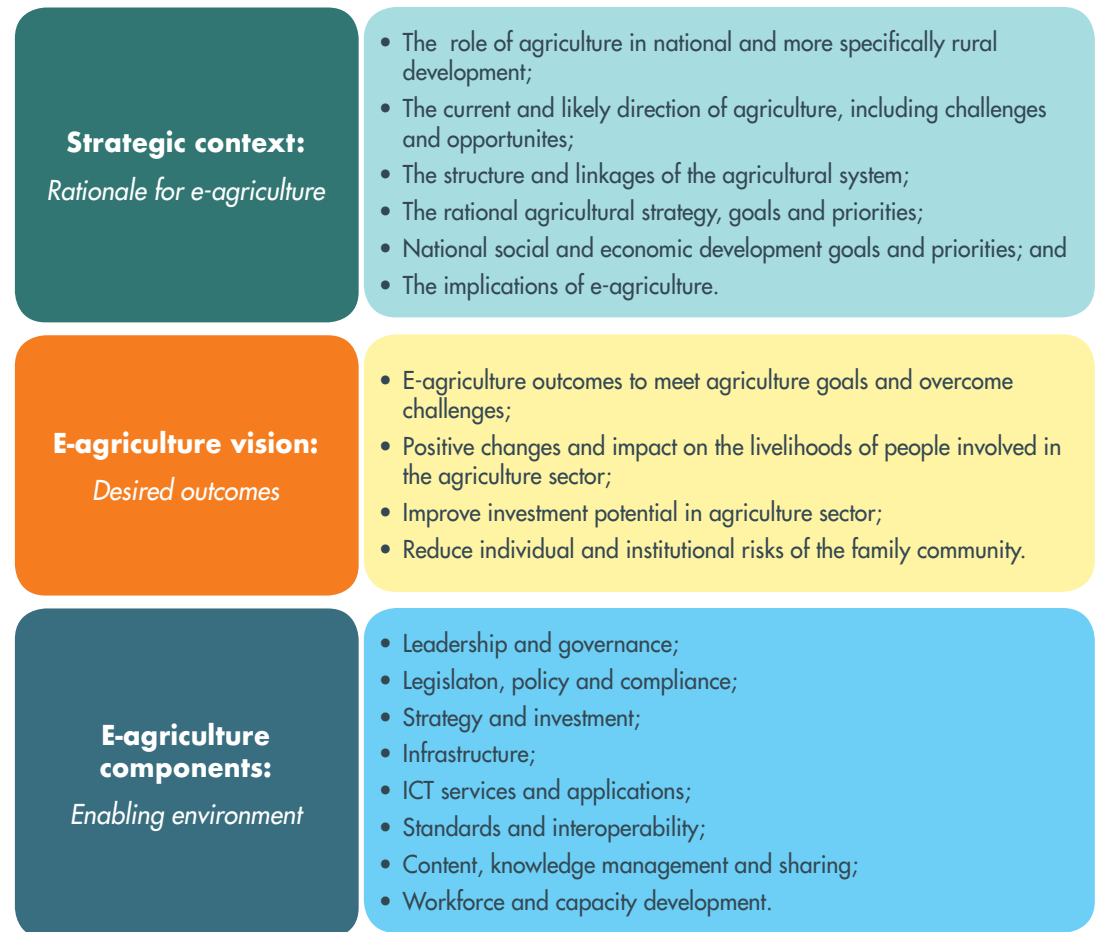 Strategic context:
Rationale for e-agriculture
• The  role of agriculture in national and more specifically rural
development;
• The current and likely direction of agriculture, including challenges
and opportunites;
• The structure and linkages of the agricultural system;
• The rational agricultural strategy, goals and priorities;
• National social and economic development goals and priorities; and
• The implications of e-agriculture.
E-agriculture vision:
Desired outcomes
• E-agriculture outcomes to meet agriculture goals and overcome
challenges;
• Positive changes and impact on the livelihoods of people involved in
the agriculture sector;
• Improve investment potential in agriculture sector;
• Reduce individual and institutional risks of the family community.
E-agriculture
components:
Enabling environment
• Leadership and governance;
• Legislaton, policy and compliance;
• Strategy and investment;
• Infrastructure;
• ICT services and applications;
• Standards and interoperability;
• Content, knowledge management and sharing;
• Workforce and capacity development.